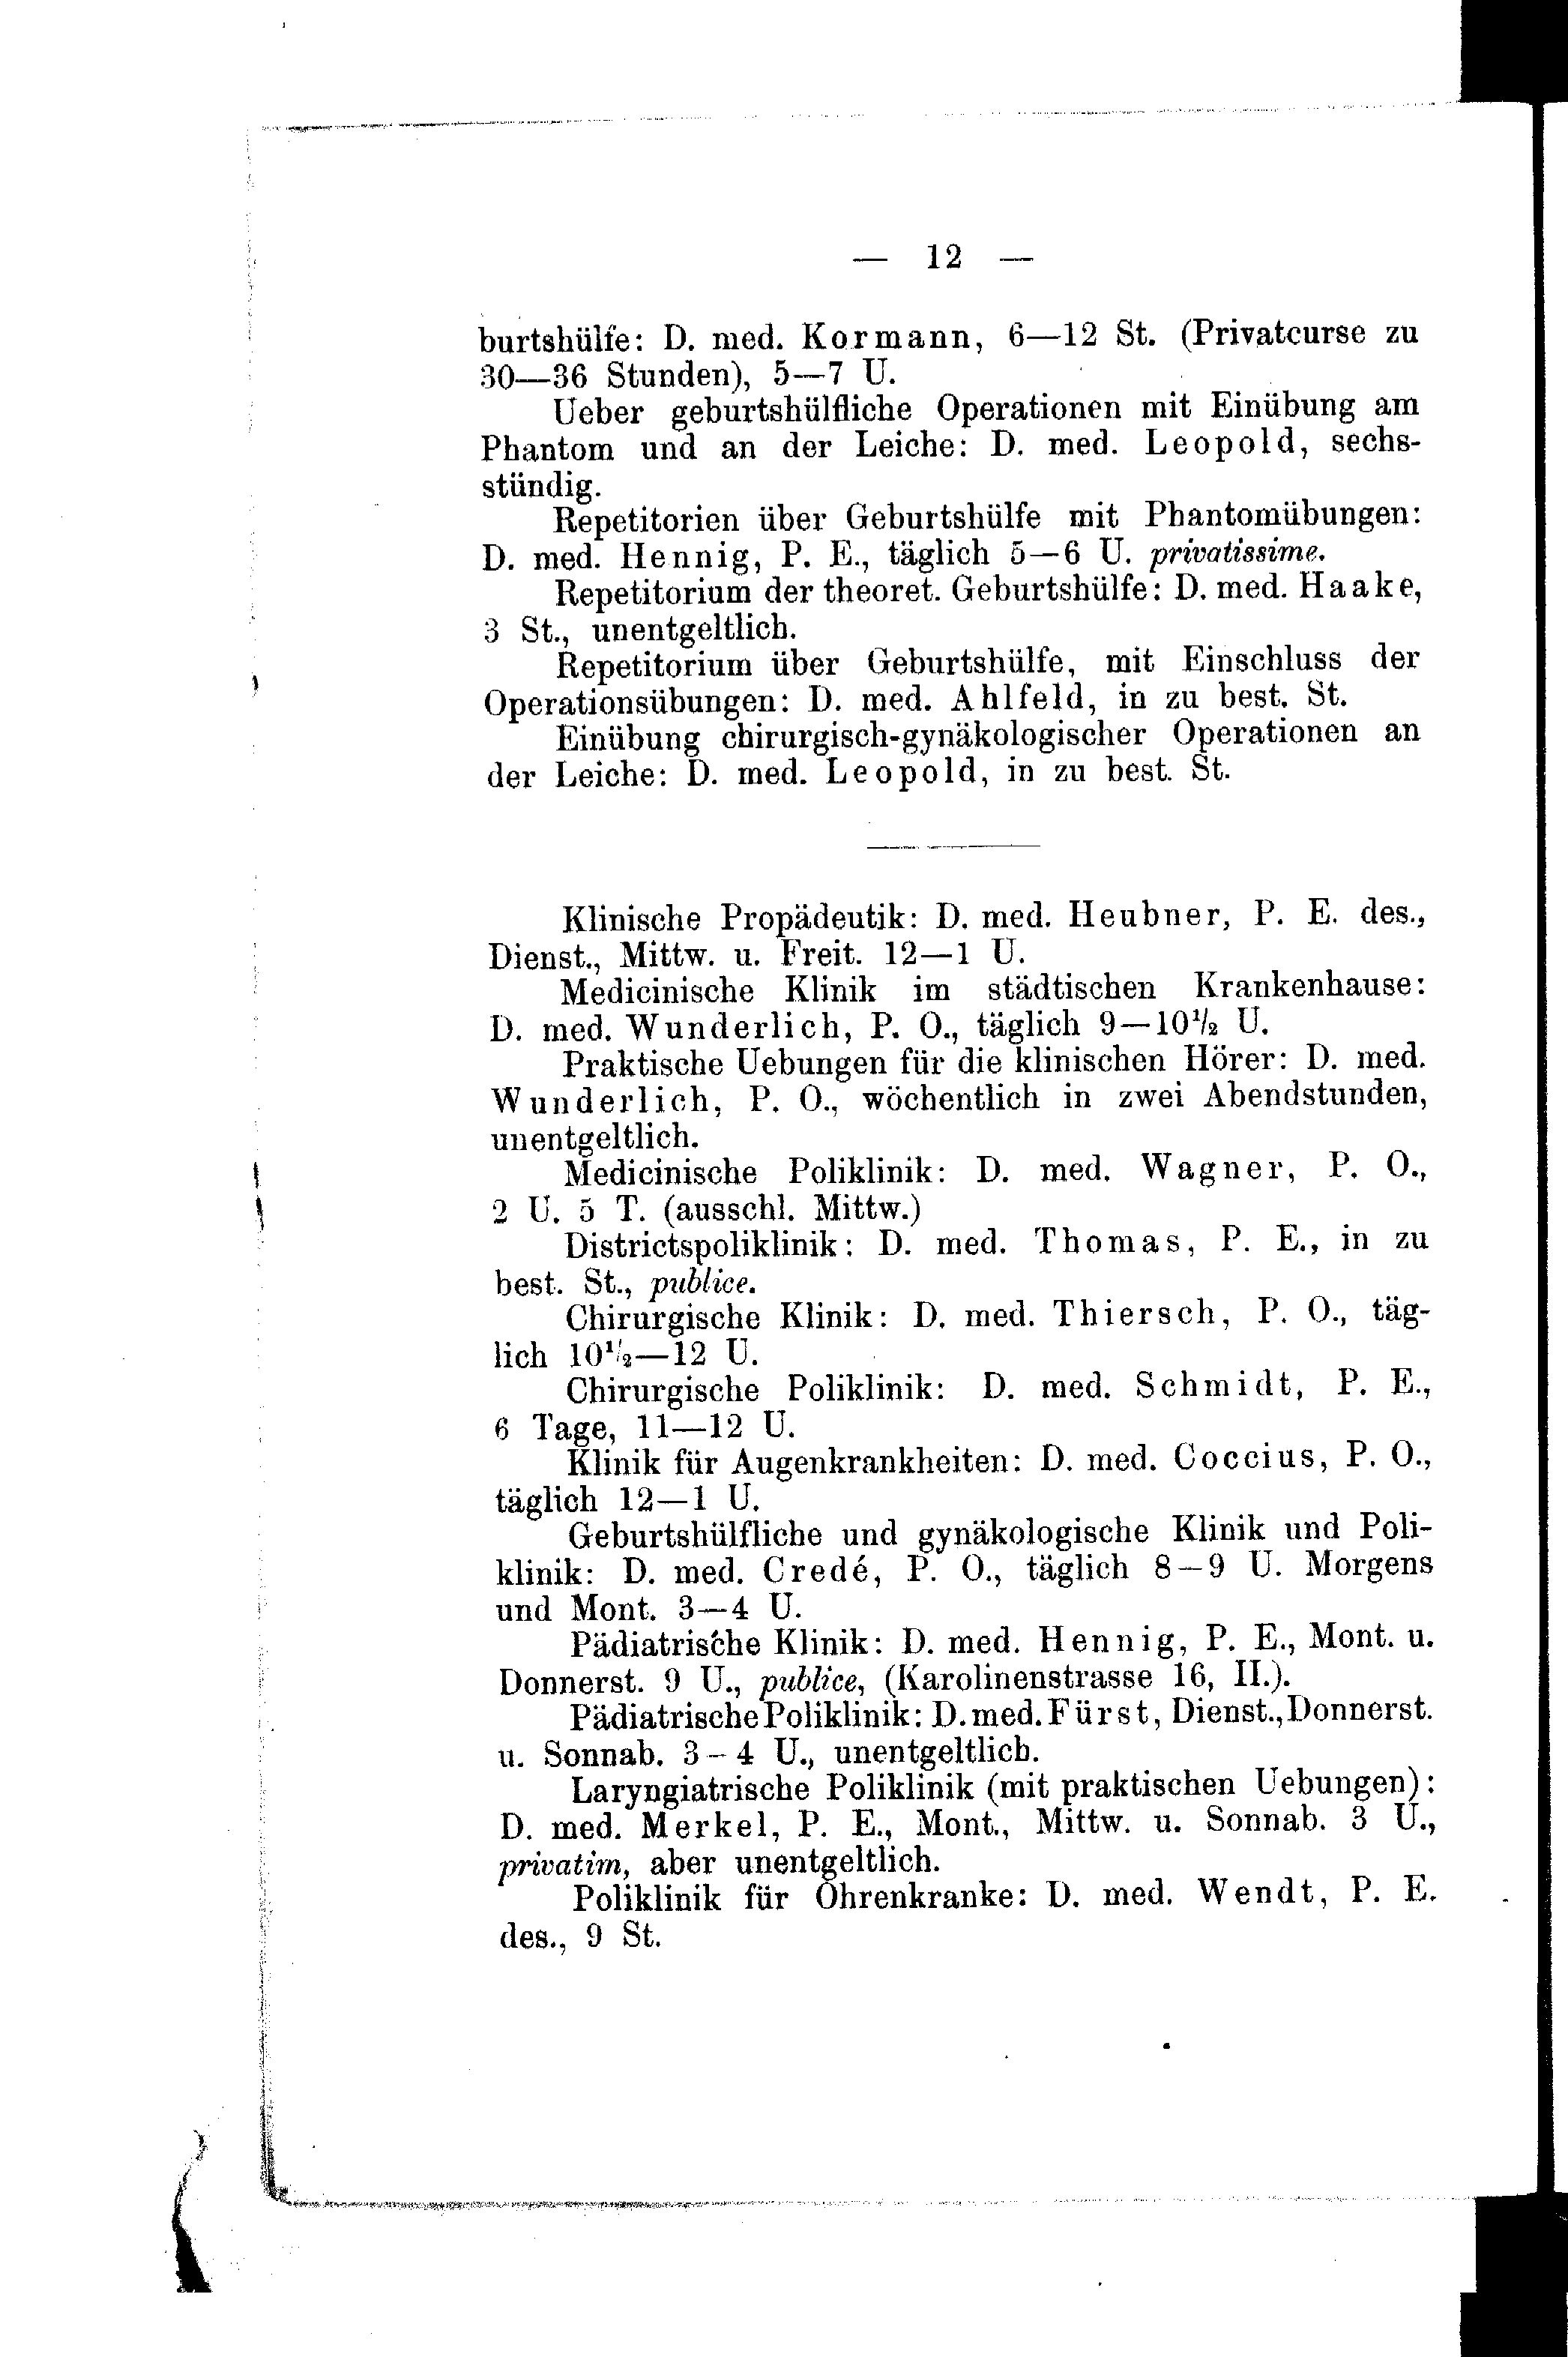 — 12 —
burtshülfe: D. med. Kormann, 6—12 St. (Privatcurse zu
30—36 Stunden), 5—7 U.
Ueber geburtshülfliche Operationen mit Einübung am
Phantom und an der Leiche: D. med. Leopold, sechs-
stündig.
Repetitorien über Geburtshülfe mit Phantomübungen:
D. med. Hennig, P. E., täglich 5—6 U. privatissime.
Repetitorium der theoret. Geburtshülfe: D. med. Haake,
3 St., unentgeltlich.
Repetitorium über Geburtshülfe, mit Einschluss der
Operationsübungen: D. med. Ahlfeld, in zu best. St.
Einübung chirurgisch-gynäkologischer Operationen an
der Leiche: D. med. Leopold, in zu best. St.
Klinische Propädeutik: D. med. Heubner, P. E. des.,
Dienst., Mittw. u. Freit. 12—1 U.
Medicinische Klinik im städtischen Krankenhause:
D. med. Wunderlich, P. O., täglich 9—10½ U.
Praktische Uebungen für die klinischen Hörer: D. med.
Wunderlich, P. O., wöchentlich in zwei Abendstunden,
unentgeltlich.
Medicinische Poliklinik: D. med. Wagner, P. O.,
2 U. 5 T. (ausschl. Mittw.)
Districtspoliklinik: D. med. Thomas, P. E., in zu
best. St., publice.
Chirurgische Klinik: D. med. Thiersch, P. O., täg-
lich 10½—12 U.
Chirurgische Poliklinik: D. med. Schmidt, P. E.,
6 Tage, 11—12 U.
Klinik für Augenkrankheiten: D. med. Coccius, P. O.,
täglich 12—1 U.
Geburtshülfliche und gynäkologische Klinik und Poli-
klinik: D. med. Credé, P. O., täglich 8—9 U. Morgens
und Mont. 3—4 U.
Pädiatrische Klinik: D. med. Hennig, P. E., Mont. u.
Donnerst. 9 U., publice, (Karolinenstrasse 16, II.).
Pädiatrische Poliklinik: D. med. Fürst, Dienst., Donnerst.
u. Sonnab. 3—4 U., unentgeltlich.
Laryngiatrische Poliklinik (mit praktischen Uebungen):
D. med. Merkel, P. E., Mont., Mittw. u. Sonnab. 3 U.,
privatim, aber unentgeltlich.
Poliklinik für Ohrenkranke: D. med. Wendt, P. E.
des., 9 St.